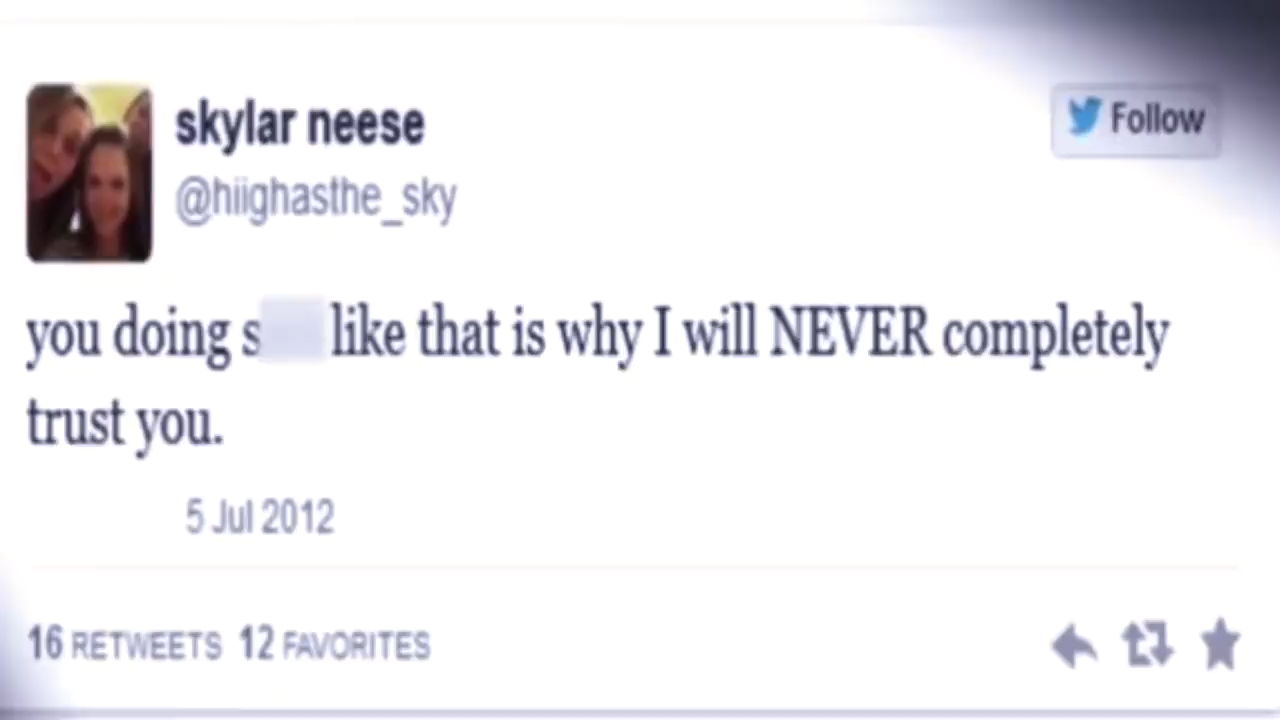 skylar neese
Follow
@hiighasthe_sky
you doing s like that is why I will NEVER completely
trust you.
5 Jul 2012
16 RETWEETS 12 FAVORITES